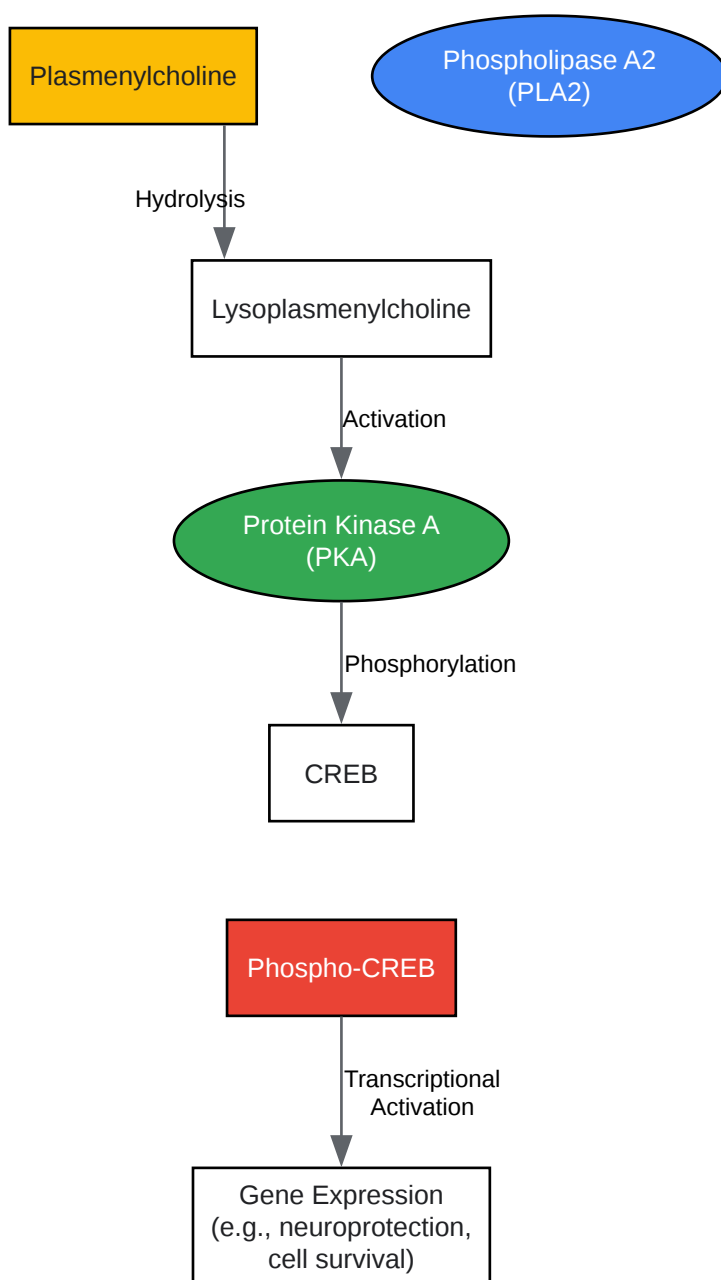 Plasmenylcholine
Phospholipase A2
(PLA2)
Hydrolysis
Lysoplasmenylcholine
Activation
Protein Kinase A
(PKA)
Phosphorylation
CREB
Phospho-CREB
Transcriptional
Activation
Gene Expression
(e.g., neuroprotection,
cell survival)